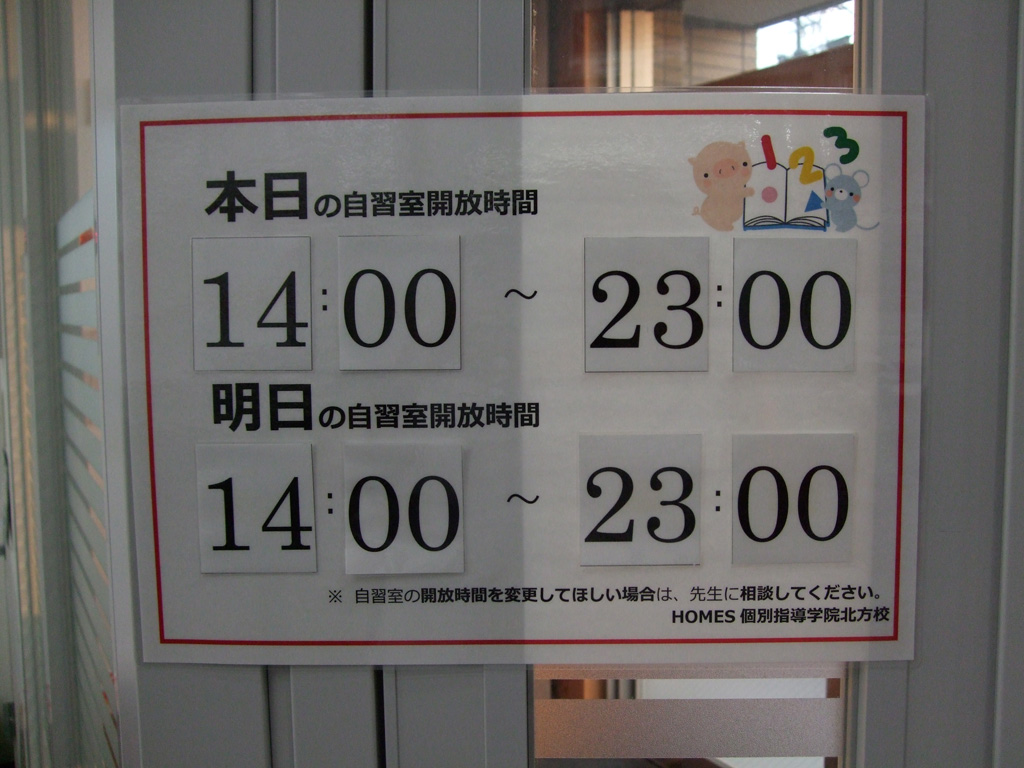 1 2 3
本日の自習室開放時間
14:00 ～ 23:00
明日の自習室開放時間
14:00 ～ 23:00
※ 自習室の開放時間を変更してほしい場合は、先生に相談してください。
HOMES 個別指導学院北方校